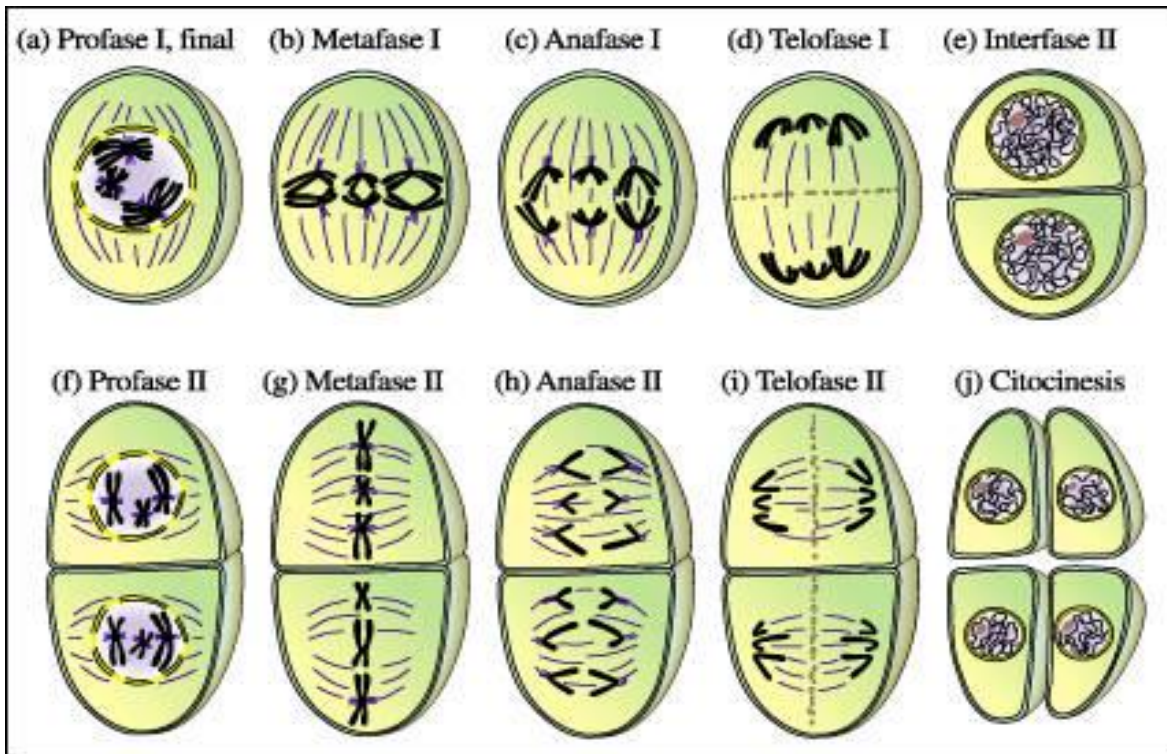 (a) Profase I, final
(b) Metafase I
(c) Anafase I
(d) Telofase I
(e) Interfase II
(f) Profase II
(g) Metafase II
(h) Anafase II
(i) Telofase II
(j) Citocinesis